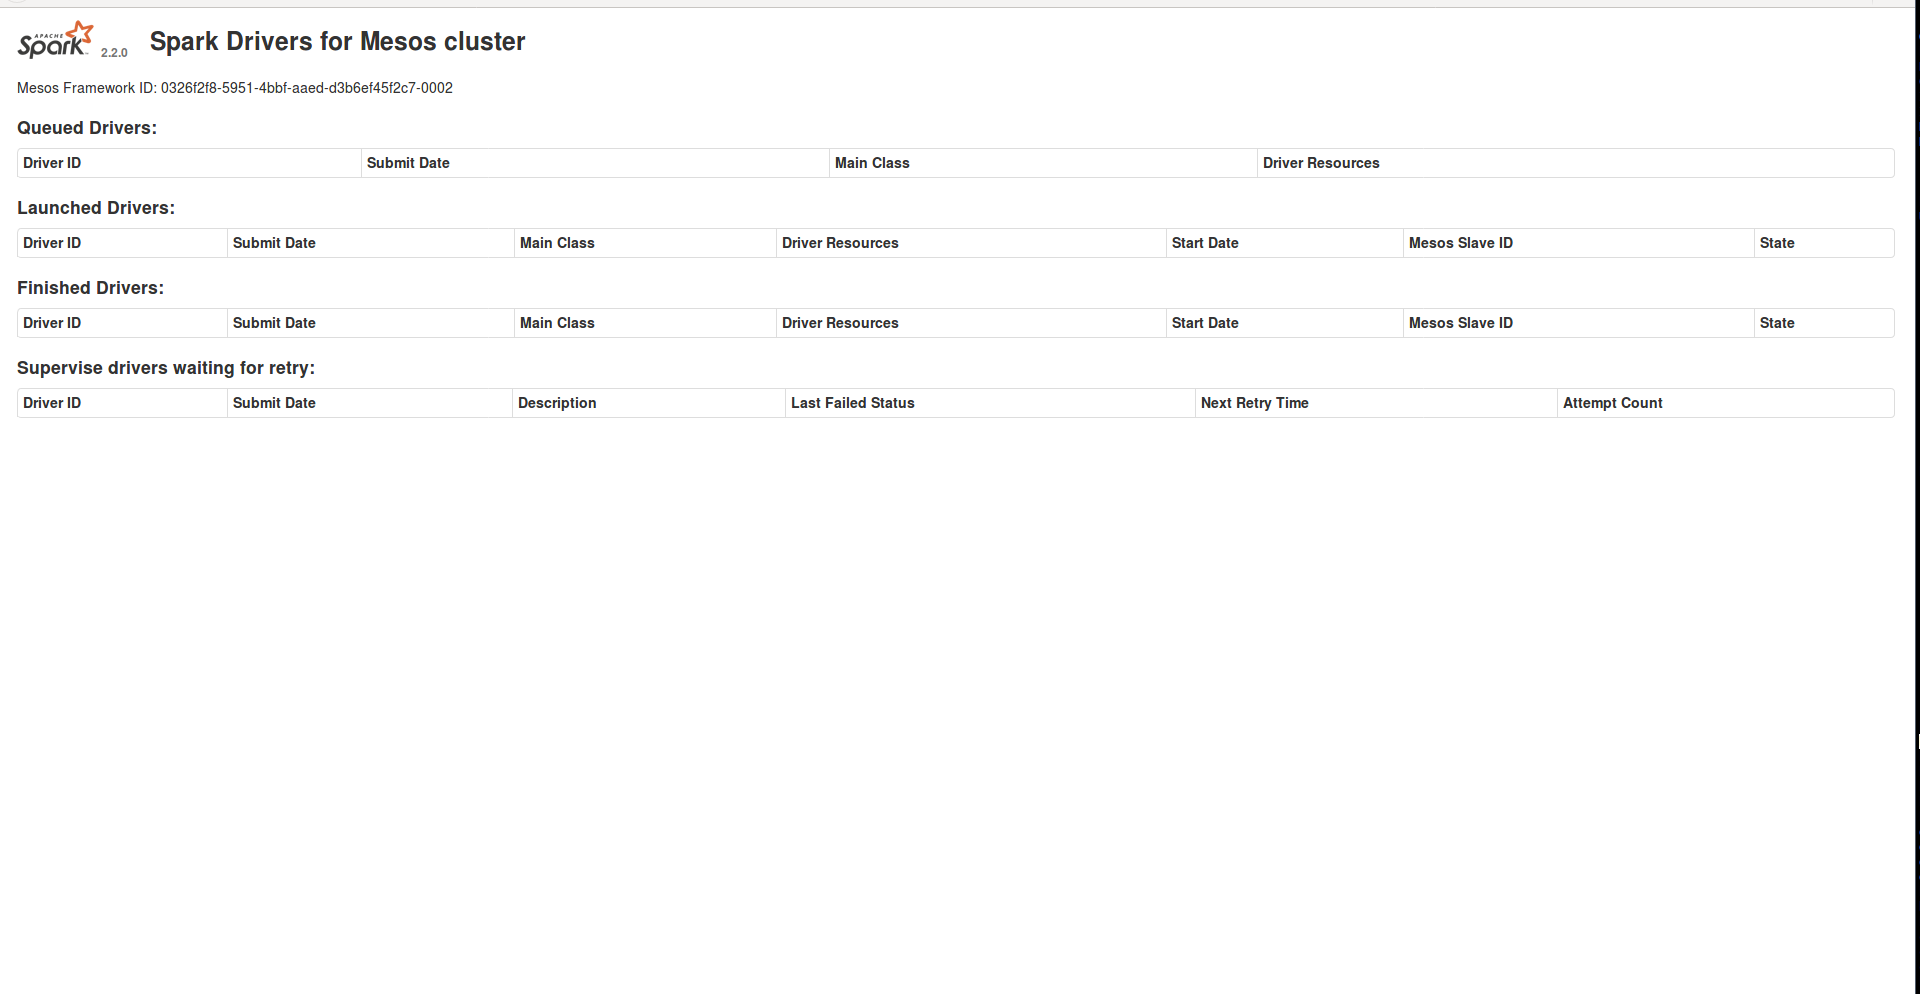 APACHE
Spark 2.2.0 Spark Drivers for Mesos cluster
Mesos Framework ID: 0326f2f8-5951-4bbf-aaed-d3b6ef45f2c7-0002
Queued Drivers:
Driver ID Submit Date Main Class Driver Resources
Launched Drivers:
Driver ID Submit Date Main Class Driver Resources Start Date Mesos Slave ID State
Finished Drivers:
Driver ID Submit Date Main Class Driver Resources Start Date Mesos Slave ID State
Supervise drivers waiting for retry:
Driver ID Submit Date Description Last Failed Status Next Retry Time Attempt Count